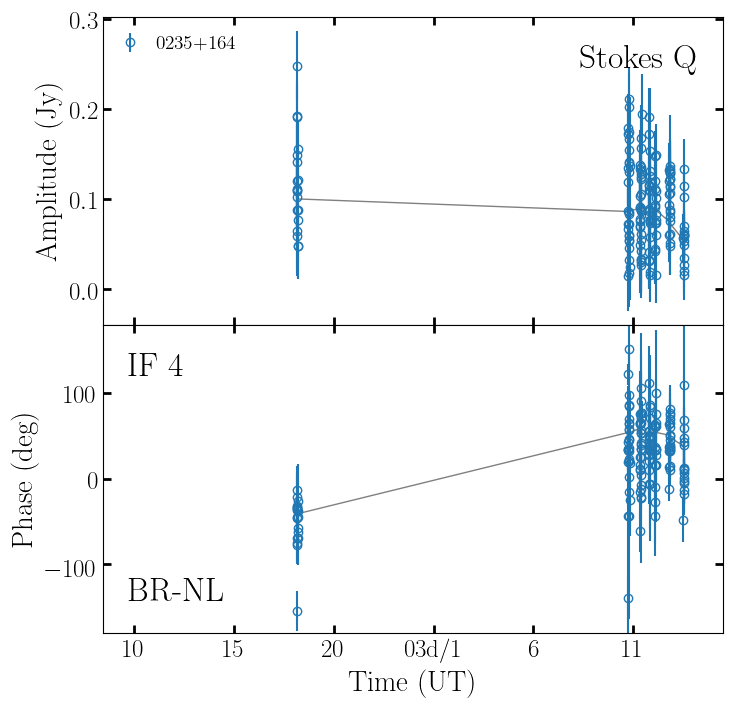 0.3
0235+164
Stokes Q
0.2
0.1
0.0
Amplitude (Jy)
IF 4
100
0
−100
Phase (deg)
BR-NL
10 15 20 03d/1 6 11
Time (UT)